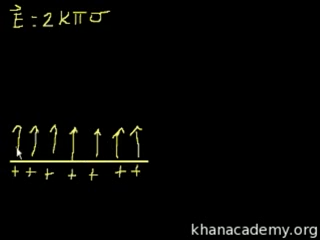 E⃗ = 2Kπσ
+ + + + + + +
khanacademy.org